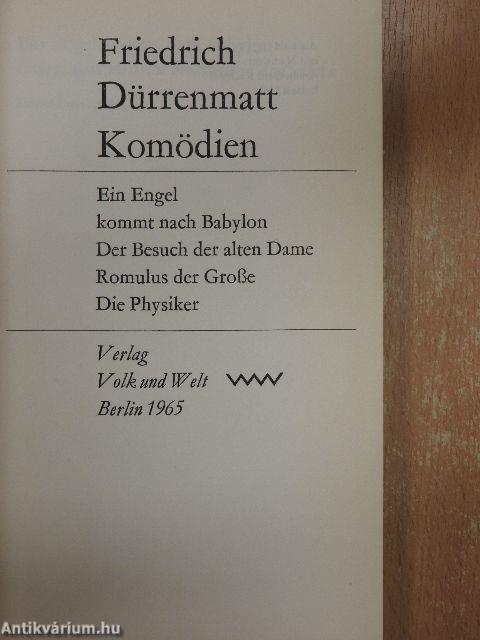 Friedrich
Dürrenmatt
Komödien
Ein Engel
kommt nach Babylon
Der Besuch der alten Dame
Romulus der Große
Die Physiker
Verlag
Volk und Welt
Berlin 1965
Antikvárium.hu